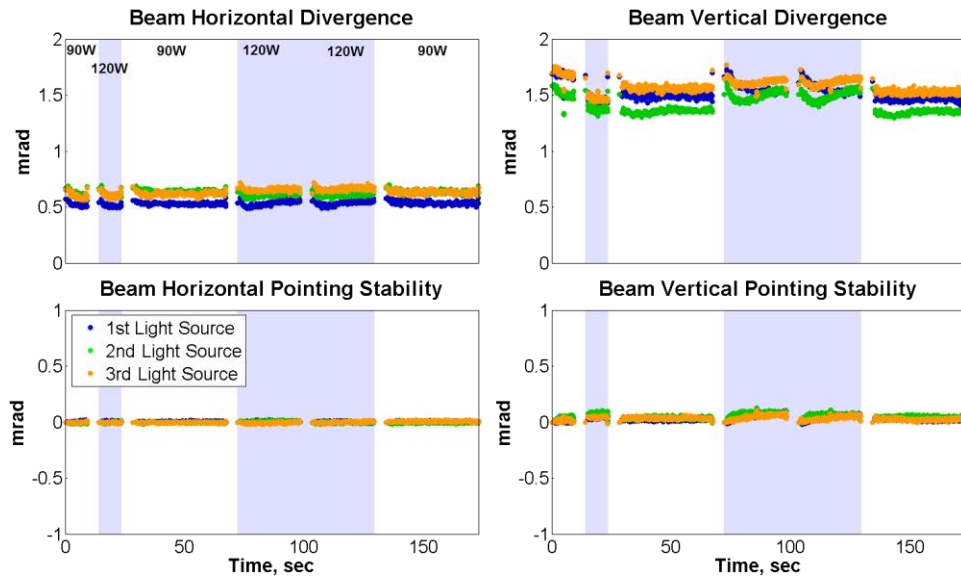 Beam Horizontal Divergence
2
1.5
1
0.5
0
mrad
90W
120W
90W
120W
120W
90W
Beam Vertical Divergence
2
1.5
1
0.5
0
mrad
Beam Horizontal Pointing Stability
1
0.5
0
-0.5
-1
mrad
1st Light Source
2nd Light Source
3rd Light Source
0
50
100
150
Time, sec
Beam Vertical Pointing Stability
1
0.5
0
-0.5
-1
mrad
0
50
100
150
Time, sec